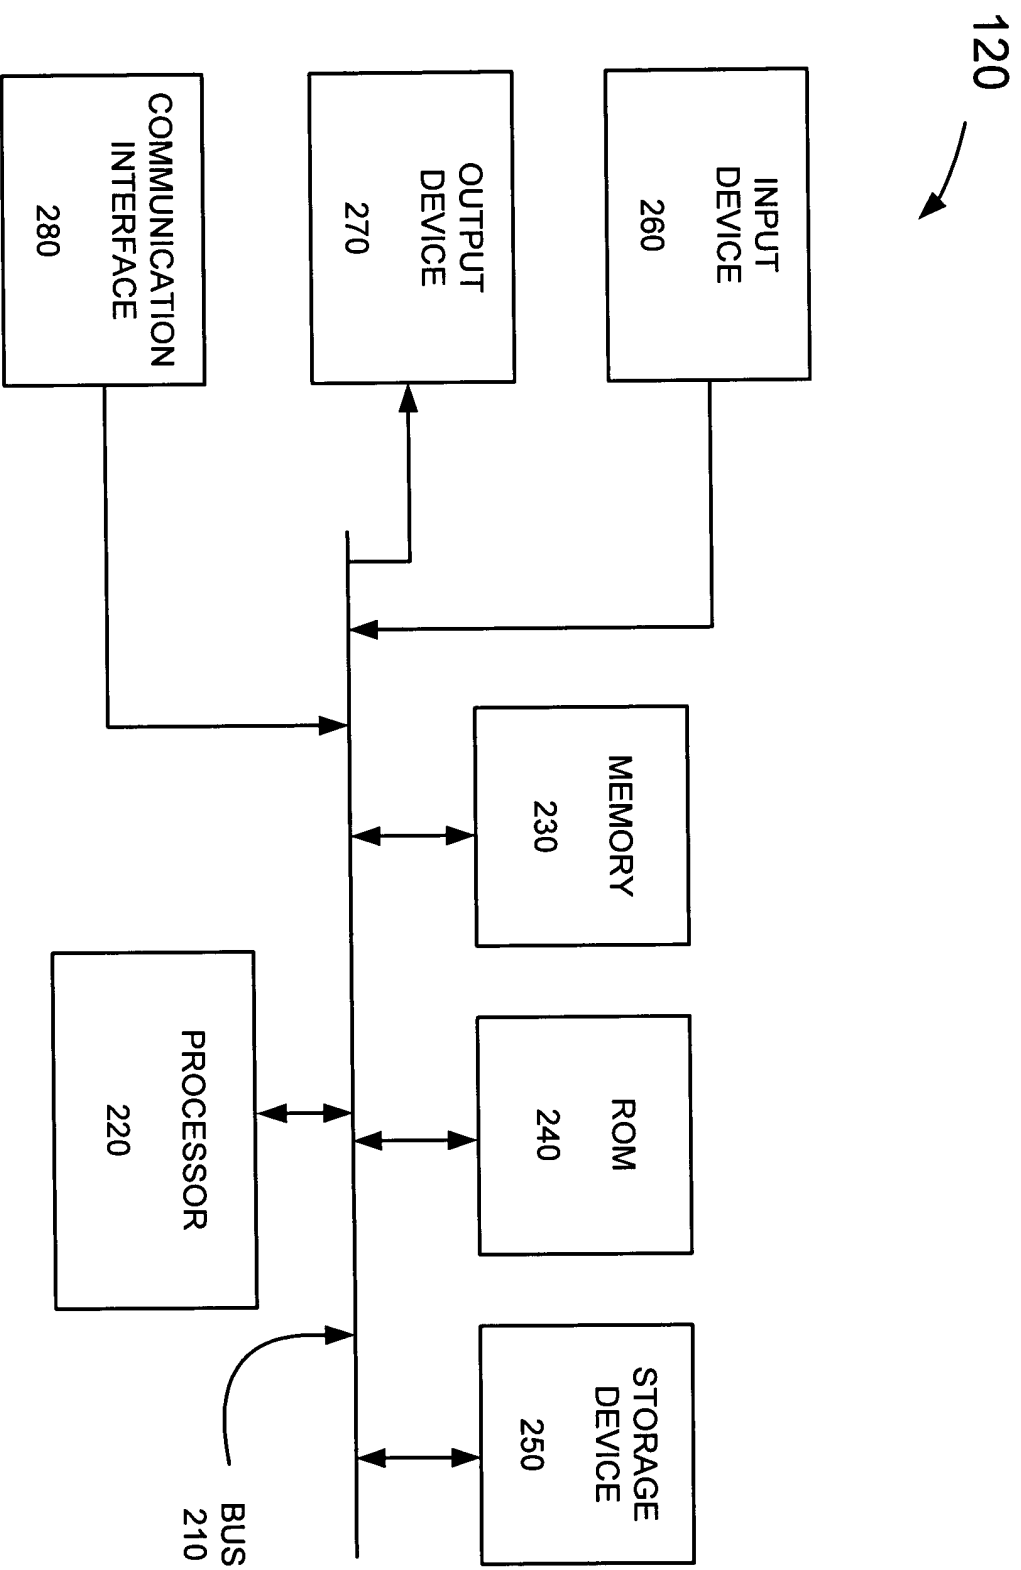 120
INPUT
DEVICE
260
OUTPUT
DEVICE
270
COMMUNICATION
INTERFACE
280
MEMORY
230
ROM
240
STORAGE
DEVICE
250
PROCESSOR
220
BUS
210